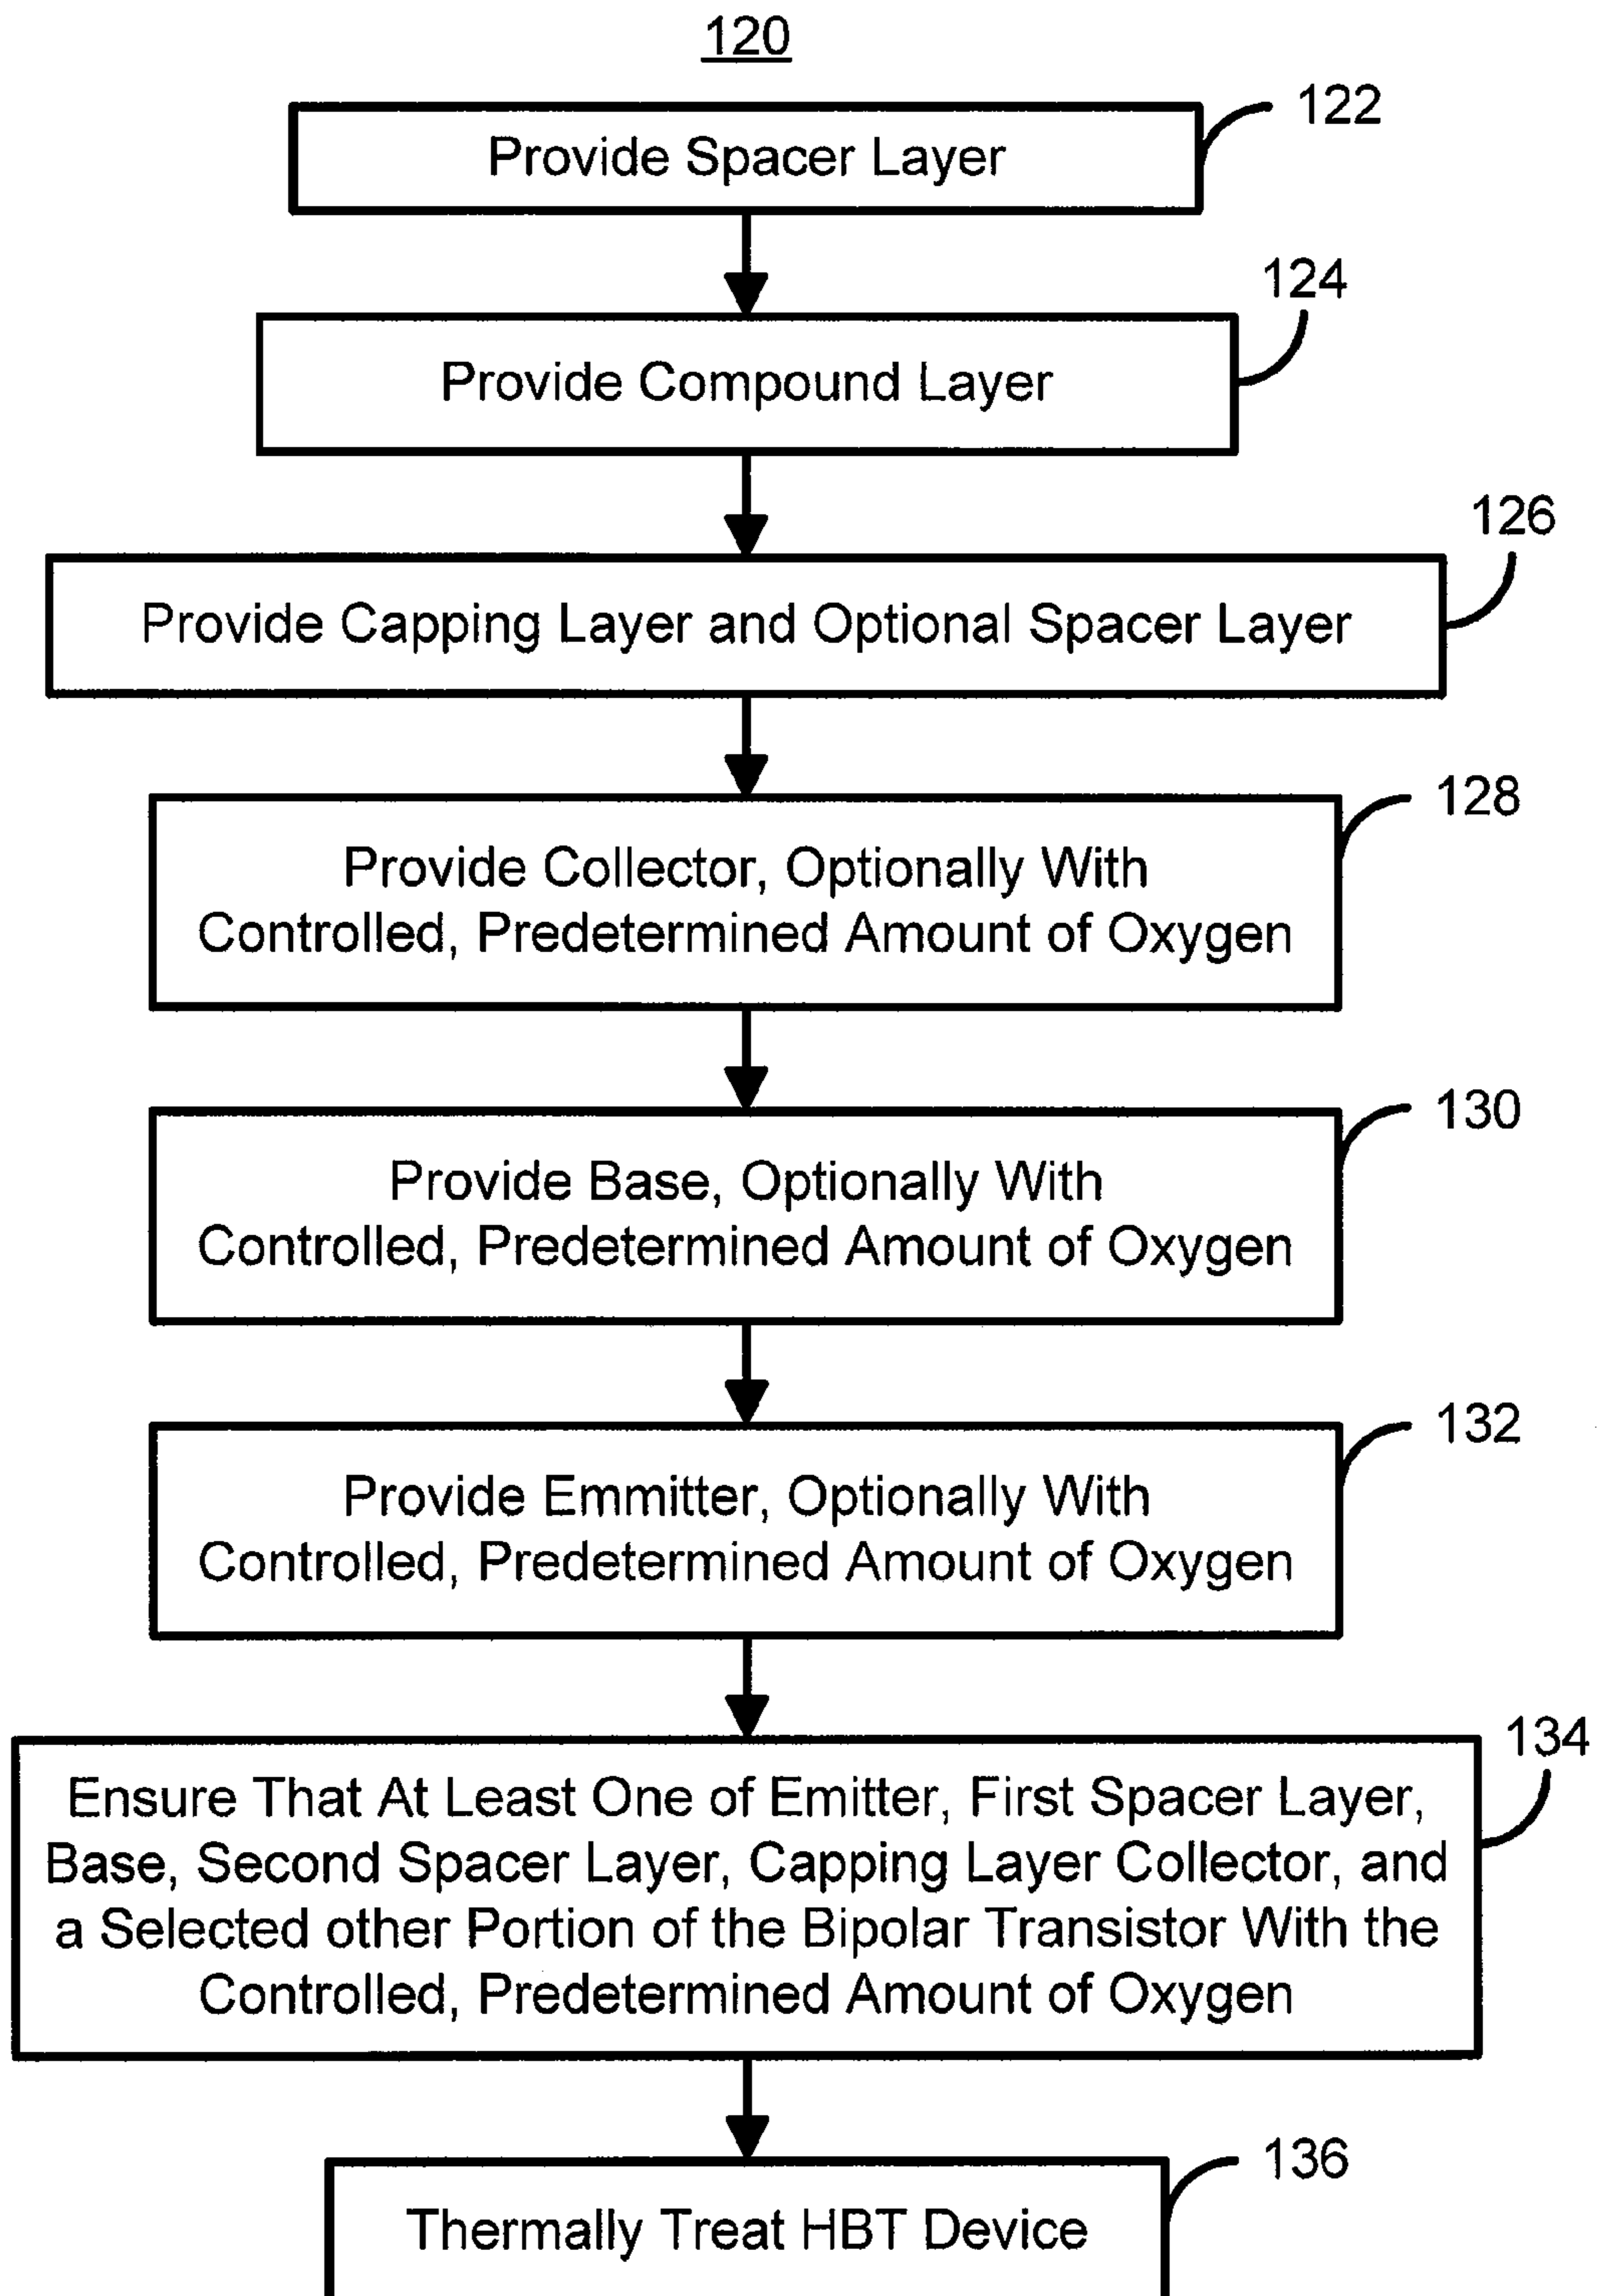 120
Provide Spacer Layer
122
Provide Compound Layer
124
Provide Capping Layer and Optional Spacer Layer
126
Provide Collector, Optionally With
Controlled, Predetermined Amount of Oxygen
128
Provide Base, Optionally With
Controlled, Predetermined Amount of Oxygen
130
Provide Emmitter, Optionally With
Controlled, Predetermined Amount of Oxygen
132
Ensure That At Least One of Emitter, First Spacer Layer,
Base, Second Spacer Layer, Capping Layer Collector, and
a Selected other Portion of the Bipolar Transistor With the
Controlled, Predetermined Amount of Oxygen
134
Thermally Treat HBT Device
136